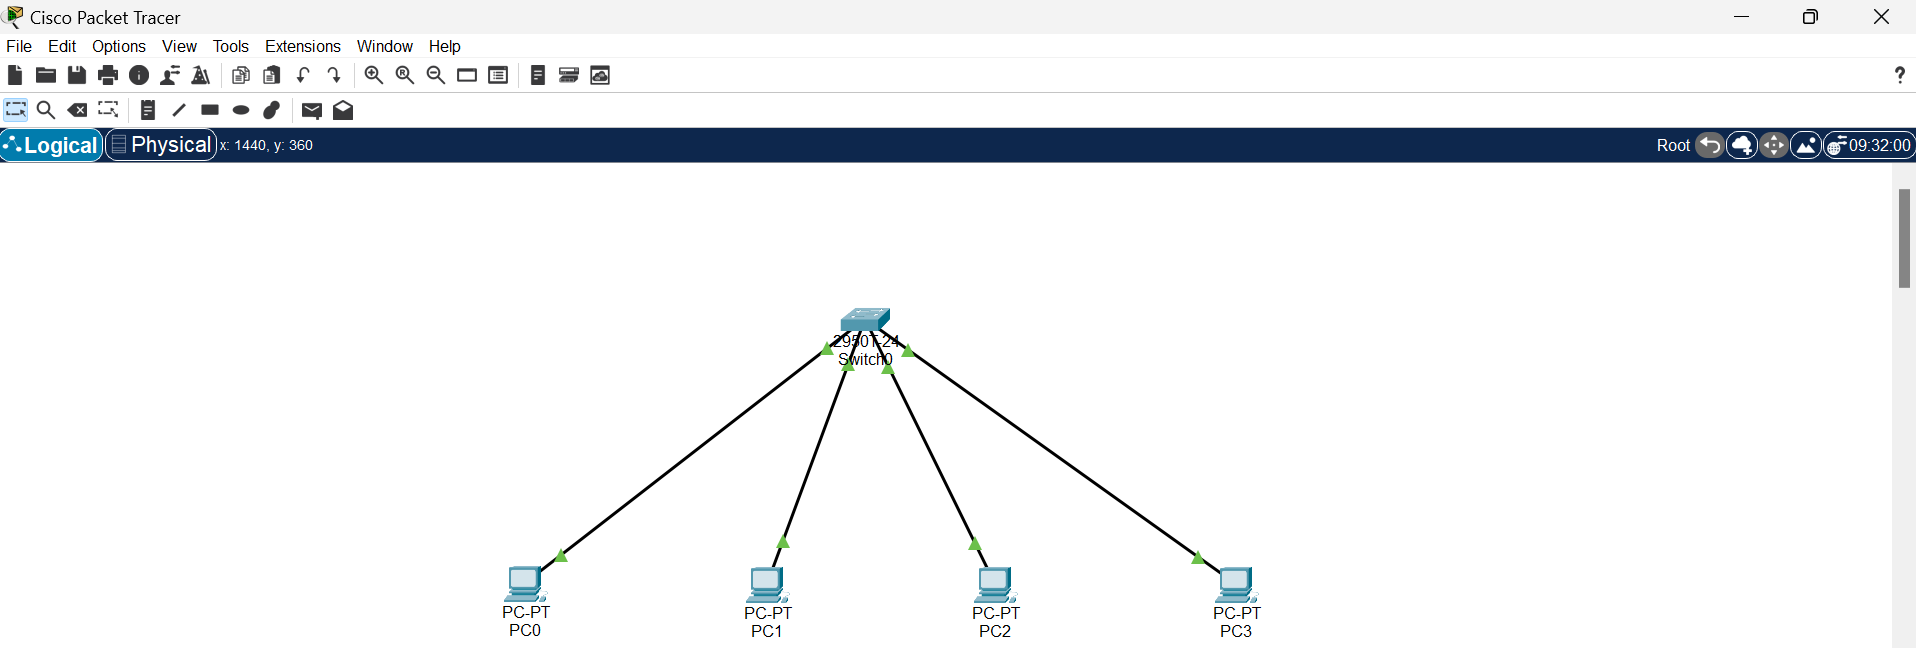 Cisco Packet Tracer
File Edit Options View Tools Extensions Window Help
?
Logical Physical x: 1440, y: 360 Root 09:32:00
2950T-24
Switch0
PC-PT PC-PT PC-PT PC-PT
PC0 PC1 PC2 PC3